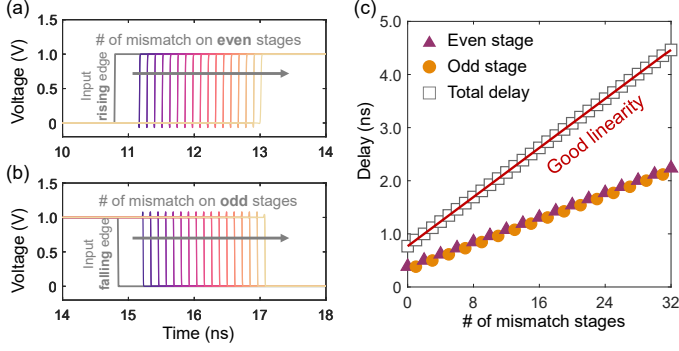 (a)
Voltage (V)
1.0
0.5
0
# of mismatch on even stages
Input
rising edge
10 11 12 13 14
(b)
Voltage (V)
1.0
0.5
0
# of mismatch on odd stages
Input
falling edge
14 15 16 17 18
Time (ns)
(c)
Delay (ns)
5.0
4.0
3.0
2.0
1.0
0
Even stage
Odd stage
Total delay
Good linearity
0 8 16 24 32
# of mismatch stages